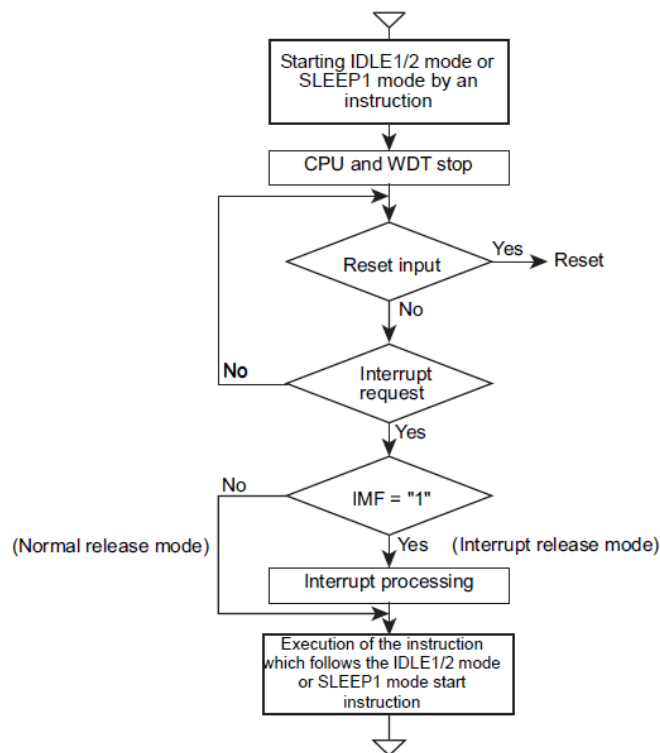 Starting IDLE1/2 mode or
SLEEP1 mode by an
instruction
CPU and WDT stop
Reset input
Yes
Reset
No
Interrupt
request
No
Yes
IMF = "1"
No
(Normal release mode)
Yes
(Interrupt release mode)
Interrupt processing
Execution of the instruction
which follows the IDLE1/2 mode
or SLEEP1 mode start
instruction